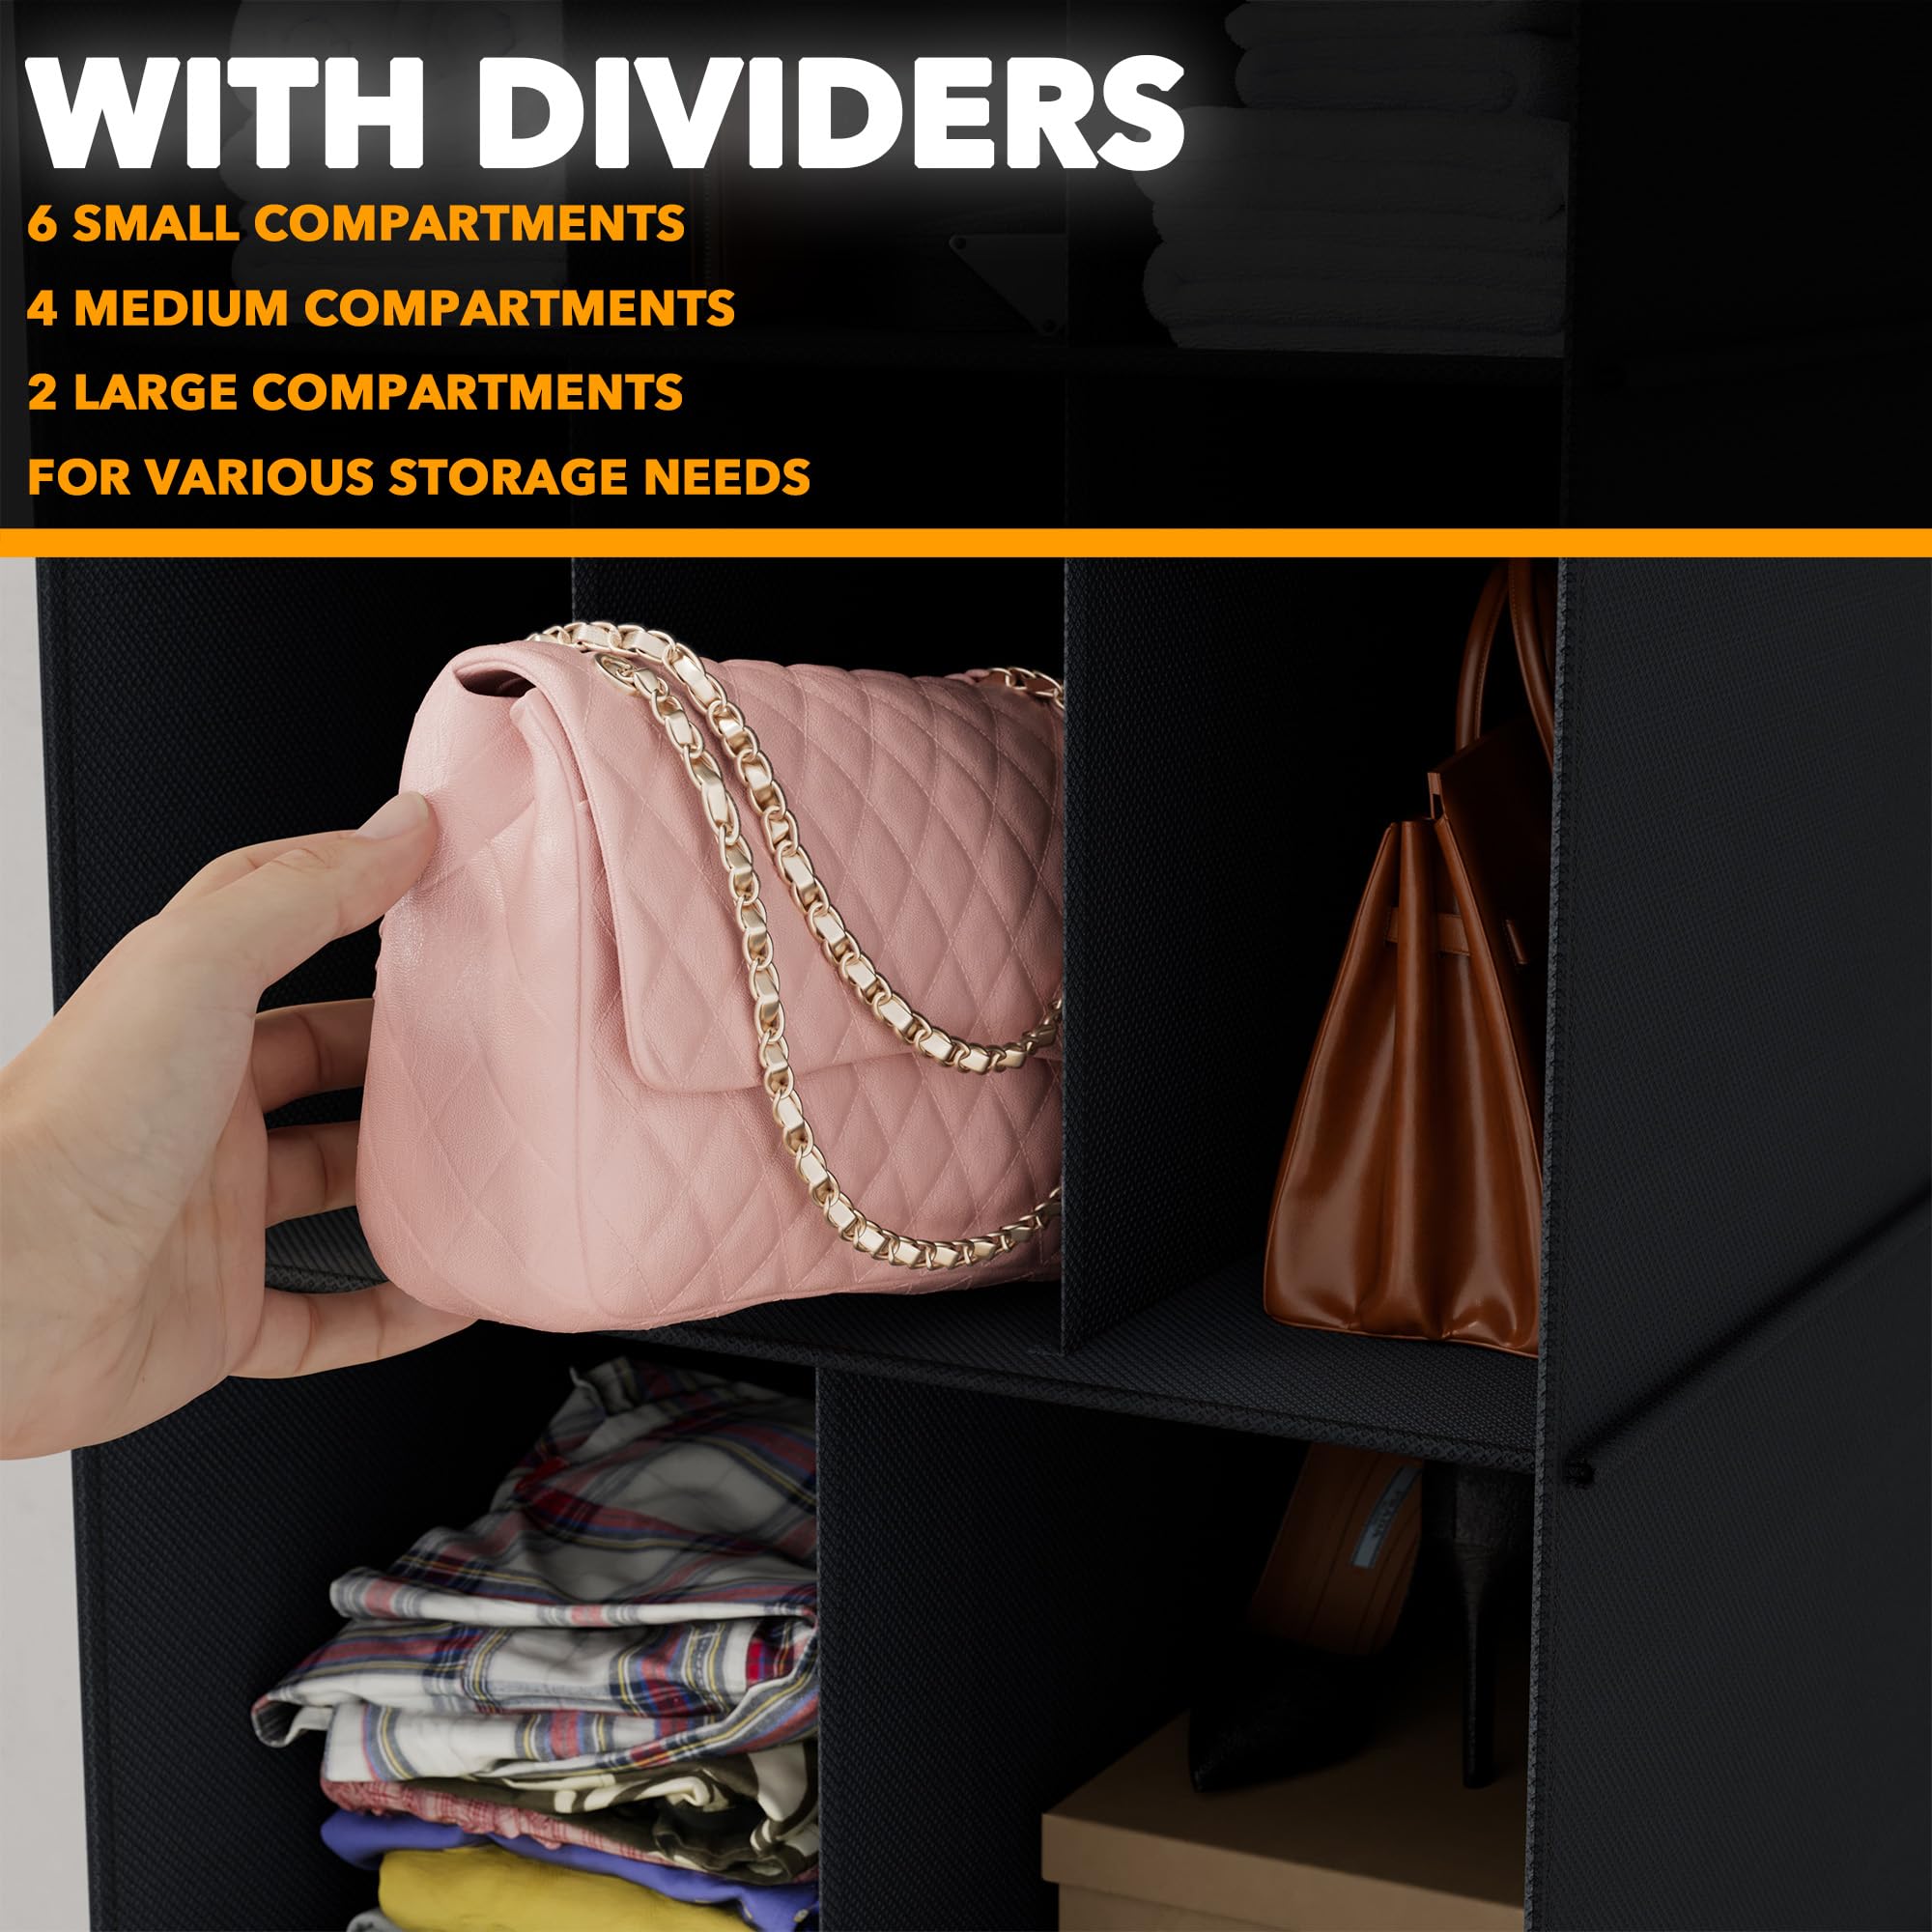 WITH DIVIDERS
6 SMALL COMPARTMENTS
4 MEDIUM COMPARTMENTS
2 LARGE COMPARTMENTS
FOR VARIOUS STORAGE NEEDS